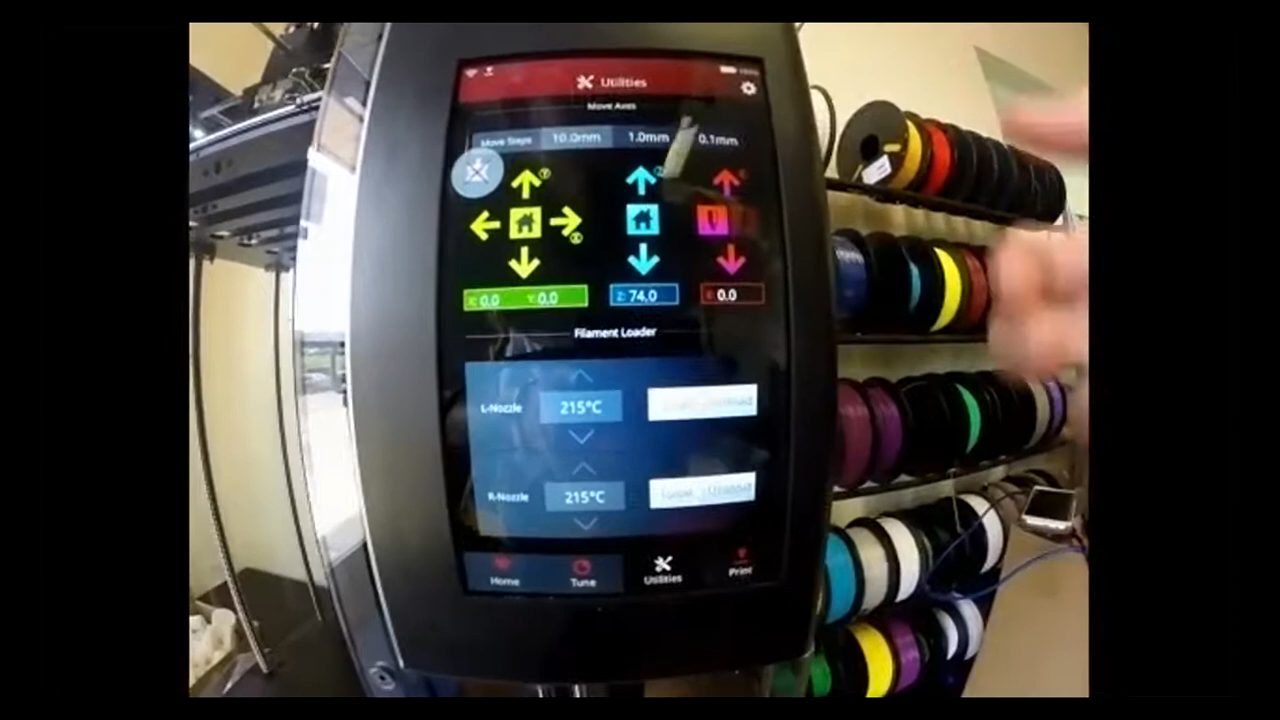 Utilities
Move Axes
Move Steps 10.0mm 1.0mm 0.1mm
X: 0.0 Y: 0.0 Z: 74.0 0.0
Filament Loader
L-Nozzle 215°C
R-Nozzle 215°C
Home Tune Utilities Print